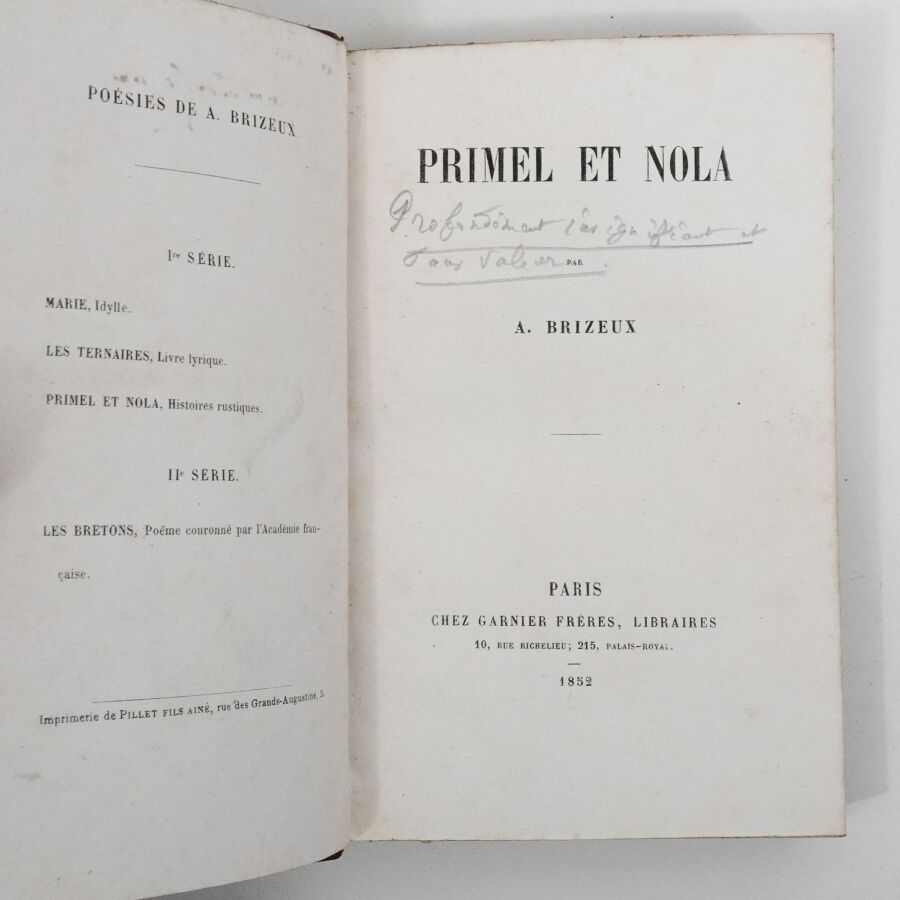 POÉSIES DE A. BRIZEUX
Ire SÉRIE.
MARIE, Idylle.
LES TERNAIRES, Livre lyrique.
PRIMEL ET NOLA, Histoires rustiques.
IIe SÉRIE.
LES BRETONS, Poéme couronné par l'Académie fran-
çaise.
Imprimerie de PILLET FILS AINÉ, rue des Grands-Augustins, 5
PRIMEL ET NOLA
Profondément insignifiant et
sans valeur.
PAR
A. BRIZEUX
PARIS
CHEZ GARNIER FRÉRES, LIBRAIRES
10, RUE RICHELIEU; 215, PALAIS-ROYAL.
1852